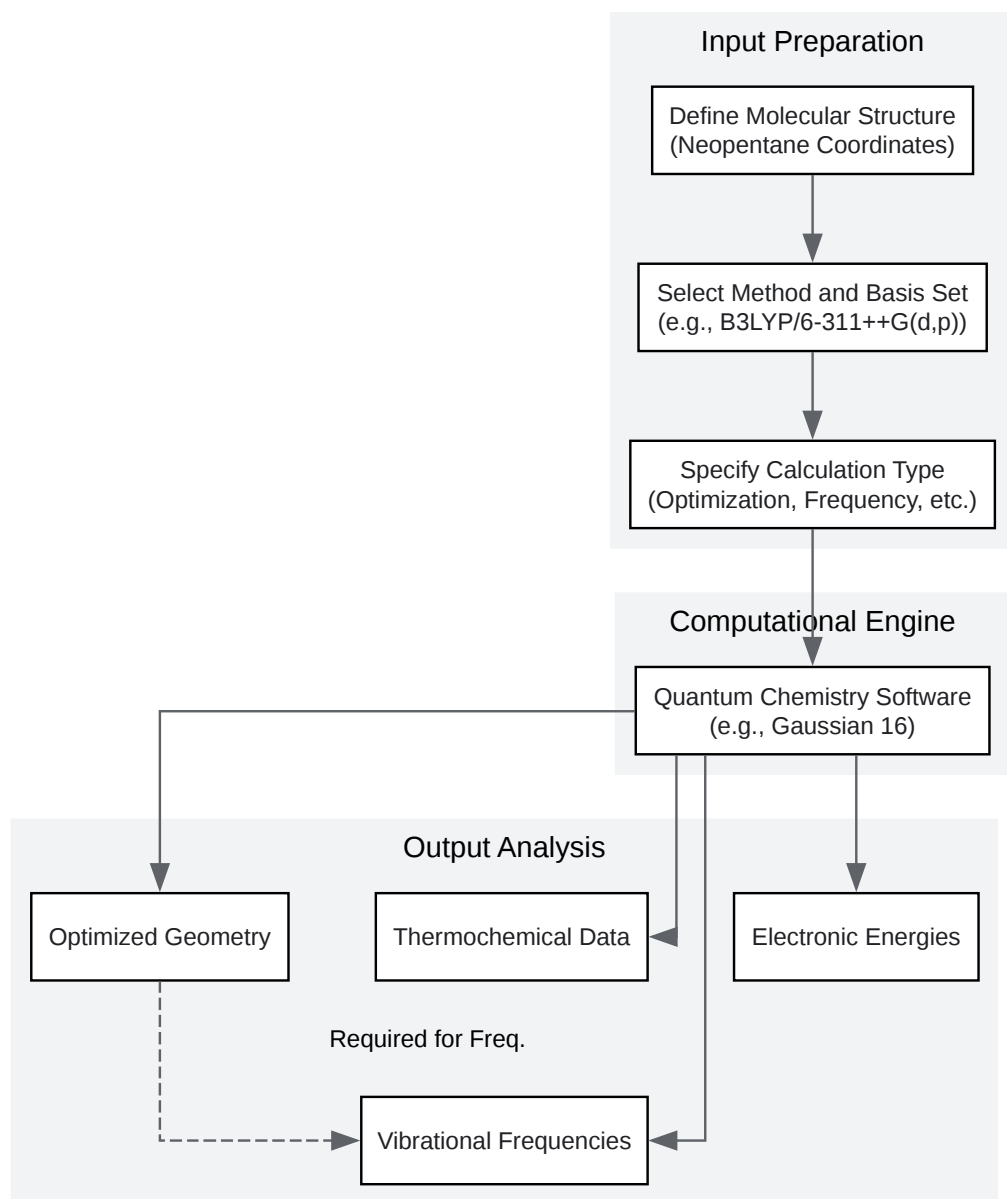 Input Preparation
Define Molecular Structure
(Neopentane Coordinates)
Select Method and Basis Set
(e.g., B3LYP/6-311++G(d,p))
Specify Calculation Type
(Optimization, Frequency, etc.)
Computational Engine
Quantum Chemistry Software
(e.g., Gaussian 16)
Output Analysis
Optimized Geometry
Thermochemical Data
Electronic Energies
Required for Freq.
Vibrational Frequencies